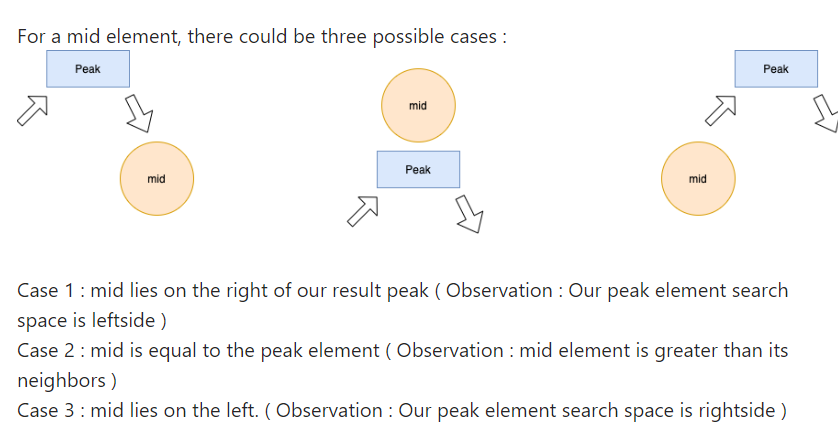 For a mid element, there could be three possible cases :
Peak
mid
mid
Peak
Peak
mid
Case 1 : mid lies on the right of our result peak ( Observation : Our peak element search
space is leftside )
Case 2 : mid is equal to the peak element ( Observation : mid element is greater than its
neighbors )
Case 3 : mid lies on the left. ( Observation : Our peak element search space is rightside )